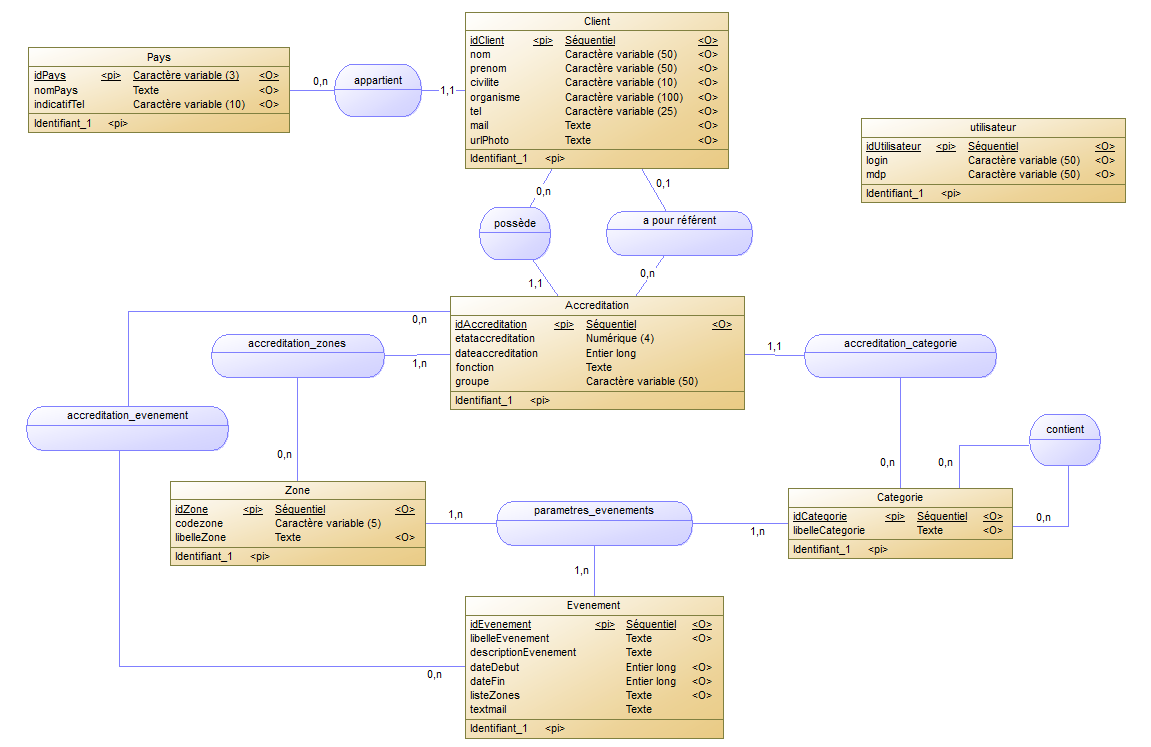 Pays
idPays <pi> Caractère variable (3) <O>
nomPays Texte <O>
indicatifTel Caractère variable (10) <O>
Identifiant_1 <pi>
0,n
appartient
1,1
Client
idClient <pi> Séquentiel <O>
nom Caractère variable (50) <O>
prenom Caractère variable (50) <O>
civilite Caractère variable (10) <O>
organisme Caractère variable (100) <O>
tel Caractère variable (25) <O>
mail Texte <O>
urlPhoto Texte <O>
Identifiant_1 <pi>
utilisateur
idUtilisateur <pi> Séquentiel <O>
login Caractère variable (50) <O>
mdp Caractère variable (50) <O>
Identifiant_1 <pi>
0,n
possède
1,1
0,1
a pour référent
0,n
Accreditation
idAccreditation <pi> Séquentiel <O>
etataccreditation Numérique (4)
dateaccreditation Entier long
fonction Texte
groupe Caractère variable (50)
Identifiant_1 <pi>
0,n
accreditation_zones
1,n
1,1
accreditation_categorie
accreditation_evenement
contient
0,n
0,n
0,n
0,n
Zone
idZone <pi> Séquentiel <O>
codezone Caractère variable (5)
libelleZone Texte <O>
Identifiant_1 <pi>
1,n
parametres_evenements
1,n
1,n
Categorie
idCategorie <pi> Séquentiel <O>
libelleCategorie Texte <O>
Identifiant_1 <pi>
Evenement
idEvenement <pi> Séquentiel <O>
libelleEvenement Texte <O>
descriptionEvenement Texte
dateDebut Entier long <O>
dateFin Entier long <O>
listeZones Texte <O>
textmail Texte
Identifiant_1 <pi>
0,n